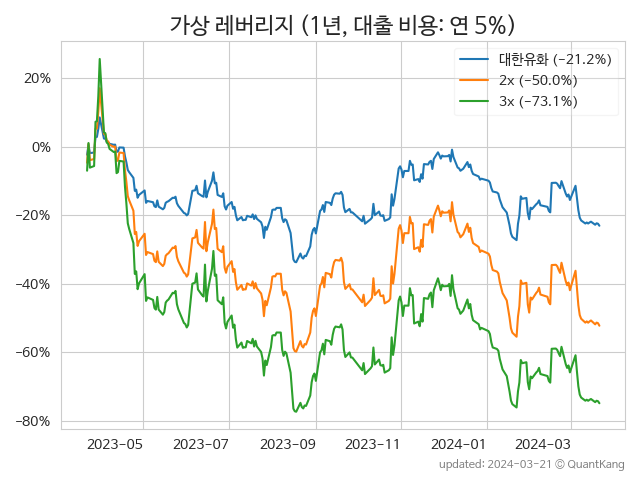 가상 레버리지 (1년, 대출 비용: 연 5%)
대한유화 (-21.2%)
2x (-50.0%)
3x (-73.1%)
20%
0%
-20%
-40%
-60%
-80%
2023-05 2023-07 2023-09 2023-11 2024-01 2024-03
updated: 2024-03-21 © QuantKang